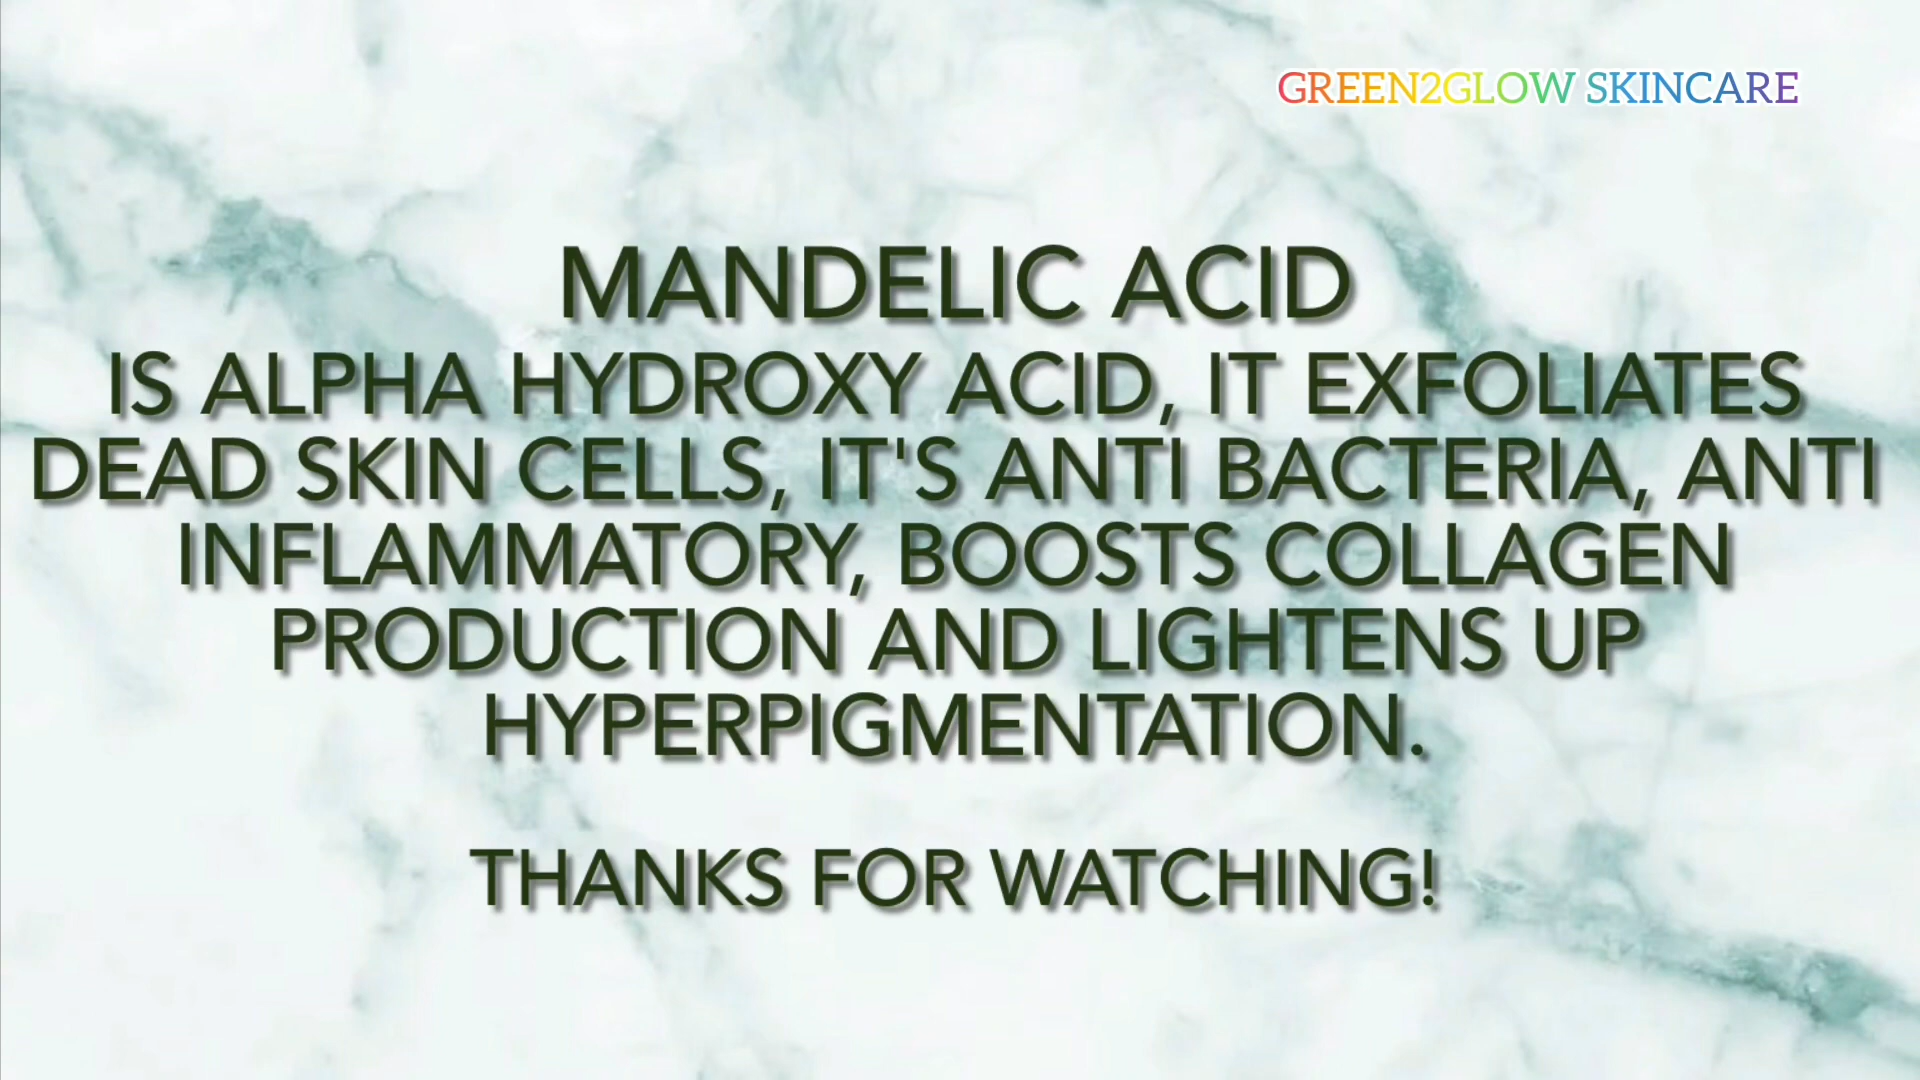 GREEN2GLOW SKINCARE
MANDELIC ACID
IS ALPHA HYDROXY ACID, IT EXFOLIATES
DEAD SKIN CELLS, IT'S ANTI BACTERIA, ANTI
INFLAMMATORY, BOOSTS COLLAGEN
PRODUCTION AND LIGHTENS UP
HYPERPIGMENTATION.
THANKS FOR WATCHING!